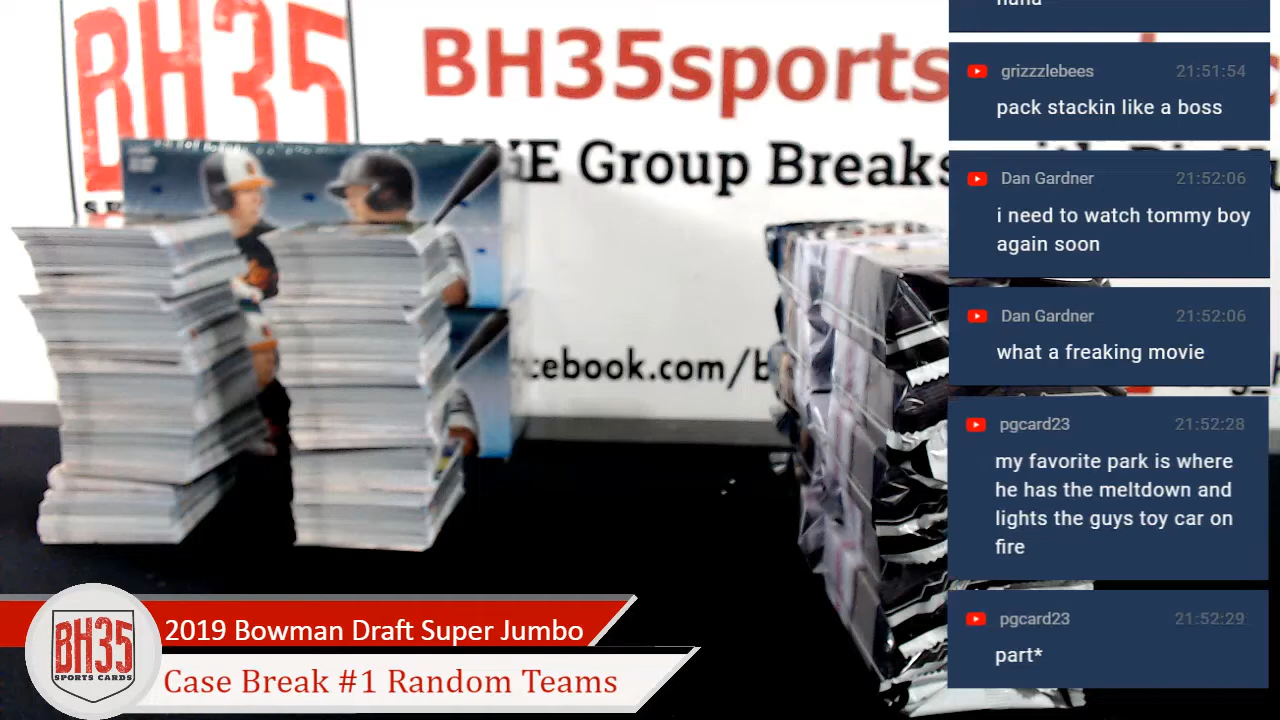 BH35
BH35sports
LIVE Group Breaks with
facebook.com/b
grizzzlebees 21:51:54
pack stackin like a boss
Dan Gardner 21:52:06
i need to watch tommy boy
again soon
Dan Gardner 21:52:06
what a freaking movie
pgcard23 21:52:28
my favorite park is where
he has the meltdown and
lights the guys toy car on
fire
pgcard23 21:52:29
part*
BH35
SPORTS CARDS
2019 Bowman Draft Super Jumbo
Case Break #1 Random Teams